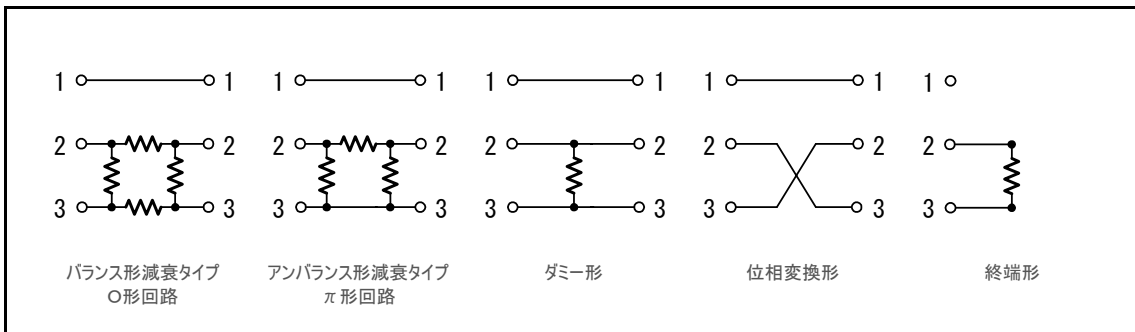 1 1 1 1 1 1 1 1 1
2 2 2 2 2 2 2 2 2
3 3 3 3 3 3 3 3 3
バランス形減衰タイプ
O形回路
アンバランス形減衰タイプ
π形回路
ダミー形
位相変換形
終端形